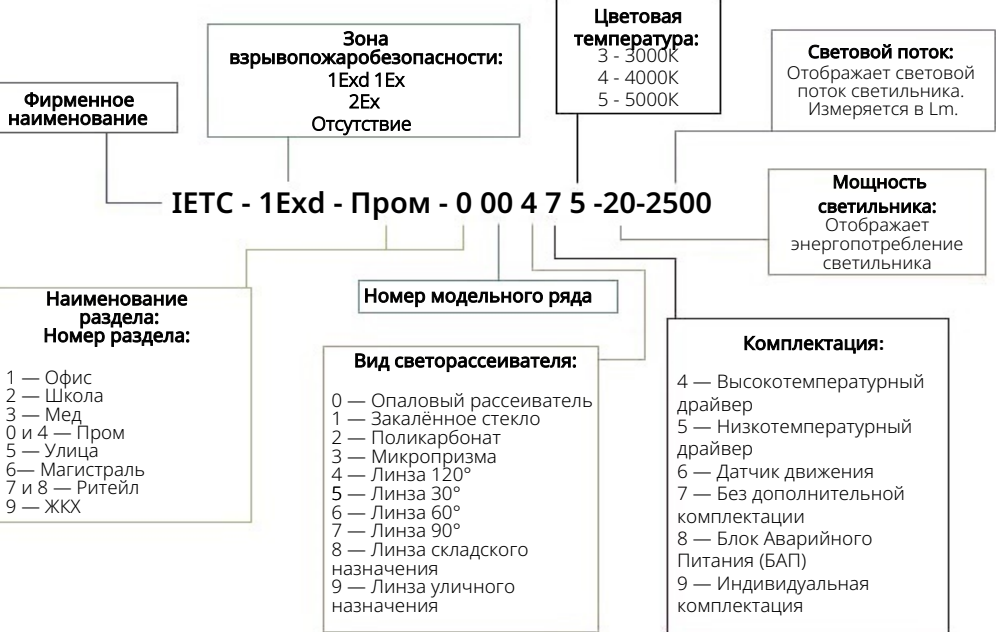 Цветовая
температура:
3 - 3000К
4 - 4000К
5 - 5000К
Зона
взрывопожаробезопасности:
1Exd 1Ex
2Ex
Отсутствие
Световой поток:
Отображает световой
поток светильника.
Измеряется в Lm.
Фирменное
наименование
IETC - 1Exd - Пром - 0 00 4 7 5 -20-2500
Мощность
светильника:
Отображает
энергопотребление
светильника
Наименование
раздела:
Номер раздела:
1 — Офис
2 — Школа
3 — Мед
0 и 4 — Пром
5 — Улица
6— Магистраль
7 и 8 — Ритейл
9 — ЖКХ
Номер модельного ряда
Вид светорассеивателя:
0 — Опаловый рассеиватель
1 — Закалённое стекло
2 — Поликарбонат
3 — Микропризма
4 — Линза 120°
5 — Линза 30°
6 — Линза 60°
7 — Линза 90°
8 — Линза складского
назначения
9 — Линза уличного
назначения
Комплектация:
4 — Высокотемпературный
драйвер
5 — Низкотемпературный
драйвер
6 — Датчик движения
7 — Без дополнительной
комплектации
8 — Блок Аварийного
Питания (БАП)
9 — Индивидуальная
комплектация